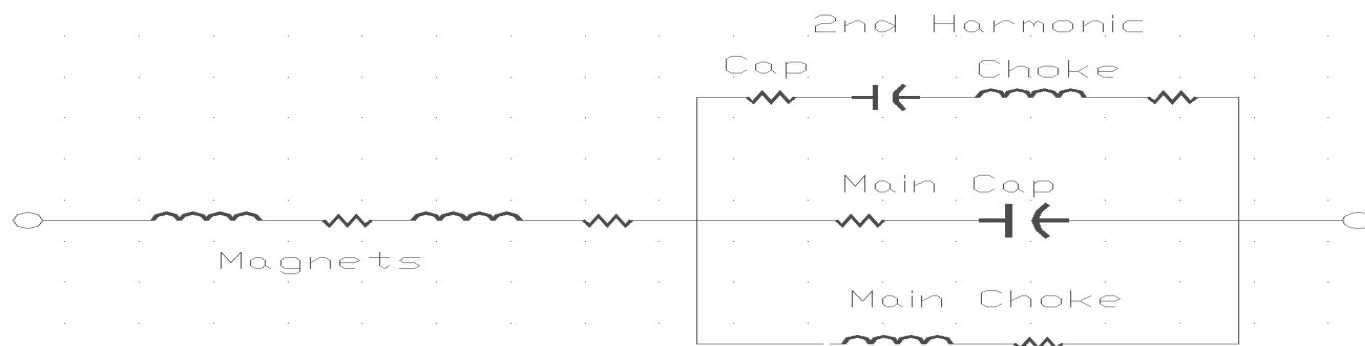 2nd Harmonic
Cap
Choke
Main Cap
Magnets
Main Choke